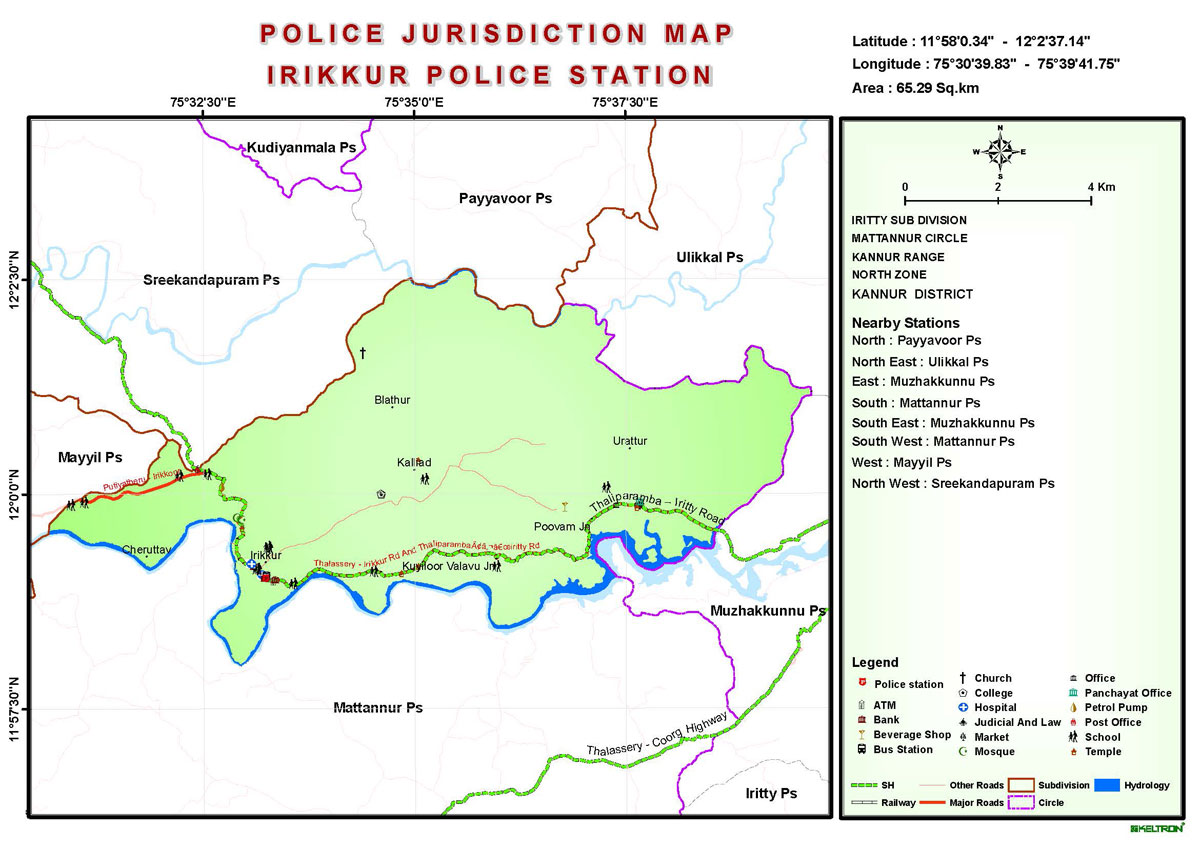 POLICE JURISDICTION MAP
IRIKKUR POLICE STATION
Latitude : 11°58'0.34" - 12°2'37.14"
Longitude : 75°30'39.83" - 75°39'41.75"
Area : 65.29 Sq.km
75°32'30"E
75°35'0"E
75°37'30"E
12°2'30"N
12°0'0"N
11°57'30"N
Kudiyanmala Ps
Payyavoor Ps
Ulikkal Ps
Sreekandapuram Ps
Blathur
Urattur
Mayyil Ps
Kalliad
Irikkur
Thaliparamba – Iritty Road
Poovam Jn
Cheruttay
Irikkur
Thalassery - Irikkur Rd And
Kuyiloor Valavu Jn
Muzhakkunnu Ps
Mattannur Ps
Thalassery - Coorg Highway
Iritty Ps
N
W
E
S
0
2
4 Km
IRITTY SUB DIVISION
MATTANNUR CIRCLE
KANNUR RANGE
NORTH ZONE
KANNUR DISTRICT
Nearby Stations
North : Payyavoor Ps
North East : Ulikkal Ps
East : Muzhakkunnu Ps
South : Mattannur Ps
South East : Muzhakkunnu Ps
South West : Mattannur Ps
West : Mayyil Ps
North West : Sreekandapuram Ps
Legend
Police station
ATM
Bank
Beverage Shop
Bus Station
Church
College
Hospital
Judicial And Law
Market
Mosque
Office
Panchayat Office
Petrol Pump
Post Office
School
Temple
SH
Other Roads
Subdivision
Hydrology
Railway
Major Roads
Circle
KELTRON